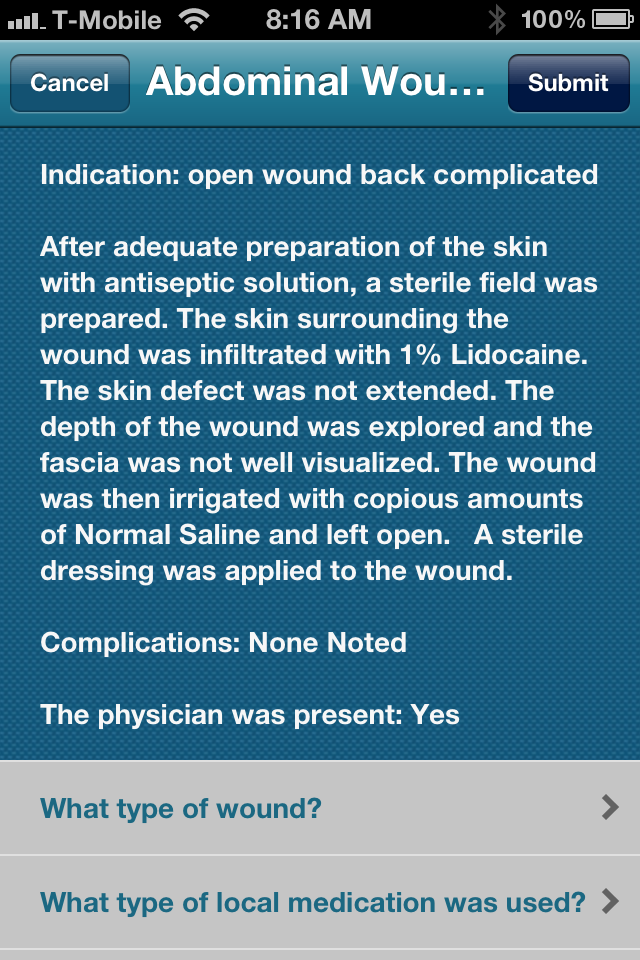 T-Mobile 8:16 AM 100%
Cancel Abdominal Wou... Submit
Indication: open wound back complicated
After adequate preparation of the skin
with antiseptic solution, a sterile field was
prepared. The skin surrounding the
wound was infiltrated with 1% Lidocaine.
The skin defect was not extended. The
depth of the wound was explored and the
fascia was not well visualized. The wound
was then irrigated with copious amounts
of Normal Saline and left open.   A sterile
dressing was applied to the wound.
Complications: None Noted
The physician was present: Yes
What type of wound?
What type of local medication was used?